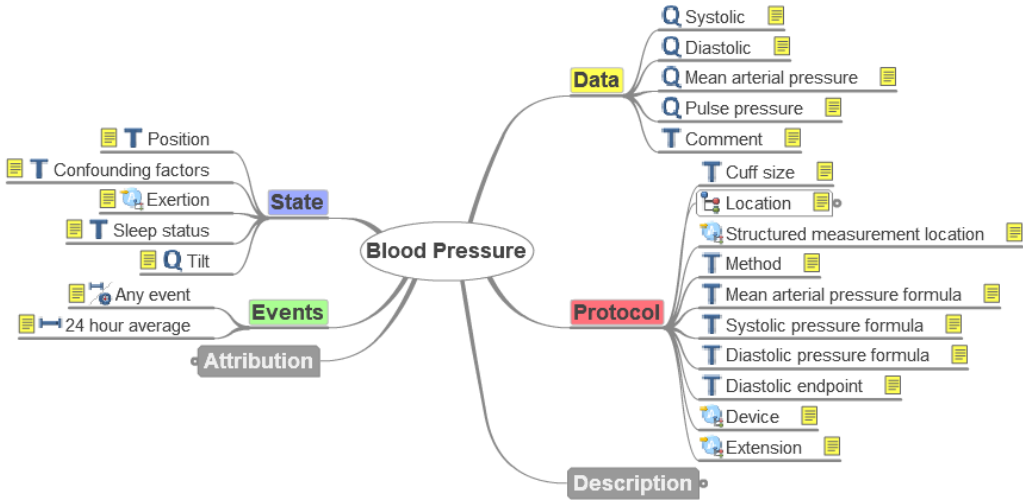 Blood Pressure
Data
Systolic
Diastolic
Mean arterial pressure
Pulse pressure
Comment
Protocol
Cuff size
Location
Structured measurement location
Method
Mean arterial pressure formula
Systolic pressure formula
Diastolic pressure formula
Diastolic endpoint
Device
Extension
Description
State
Position
Confounding factors
Exertion
Sleep status
Tilt
Events
Any event
24 hour average
Attribution